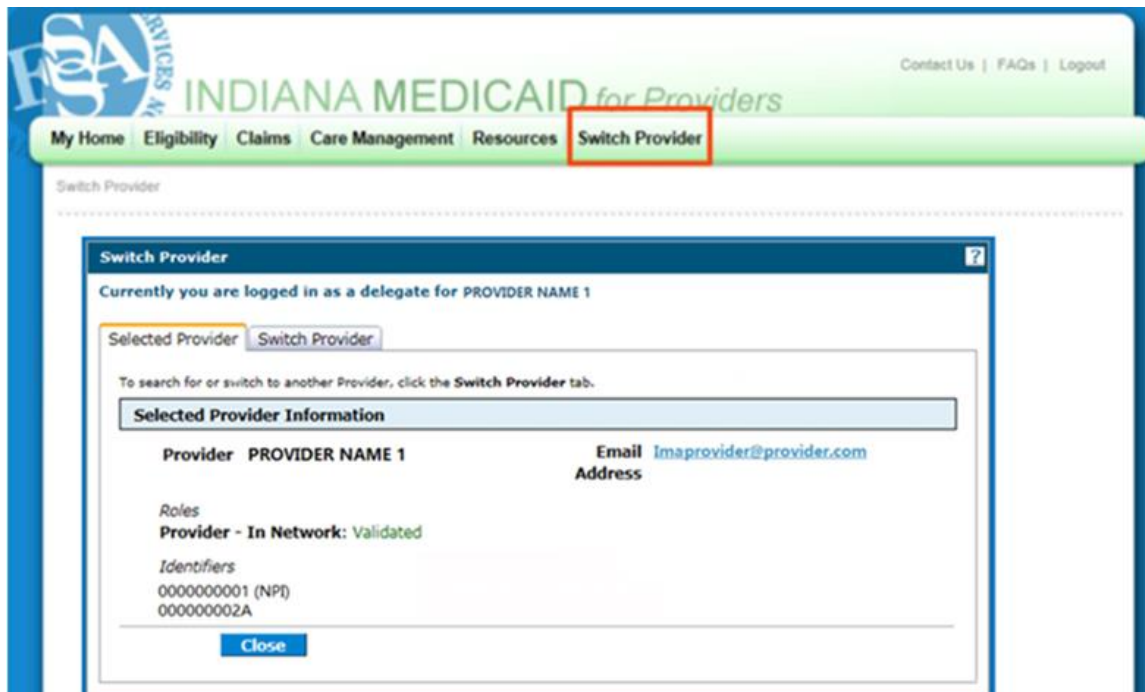 FSSA
SERVICES
Contact Us | FAQs | Logout
INDIANA MEDICAID for Providers
My Home Eligibility Claims Care Management Resources Switch Provider
Switch Provider
Switch Provider ?
Currently you are logged in as a delegate for PROVIDER NAME 1
Selected Provider Switch Provider
To search for or switch to another Provider, click the Switch Provider tab.
Selected Provider Information
Provider PROVIDER NAME 1 Email Imaprovider@provider.com
Address
Roles
Provider - In Network: Validated
Identifiers
0000000001 (NPI)
000000002A
Close